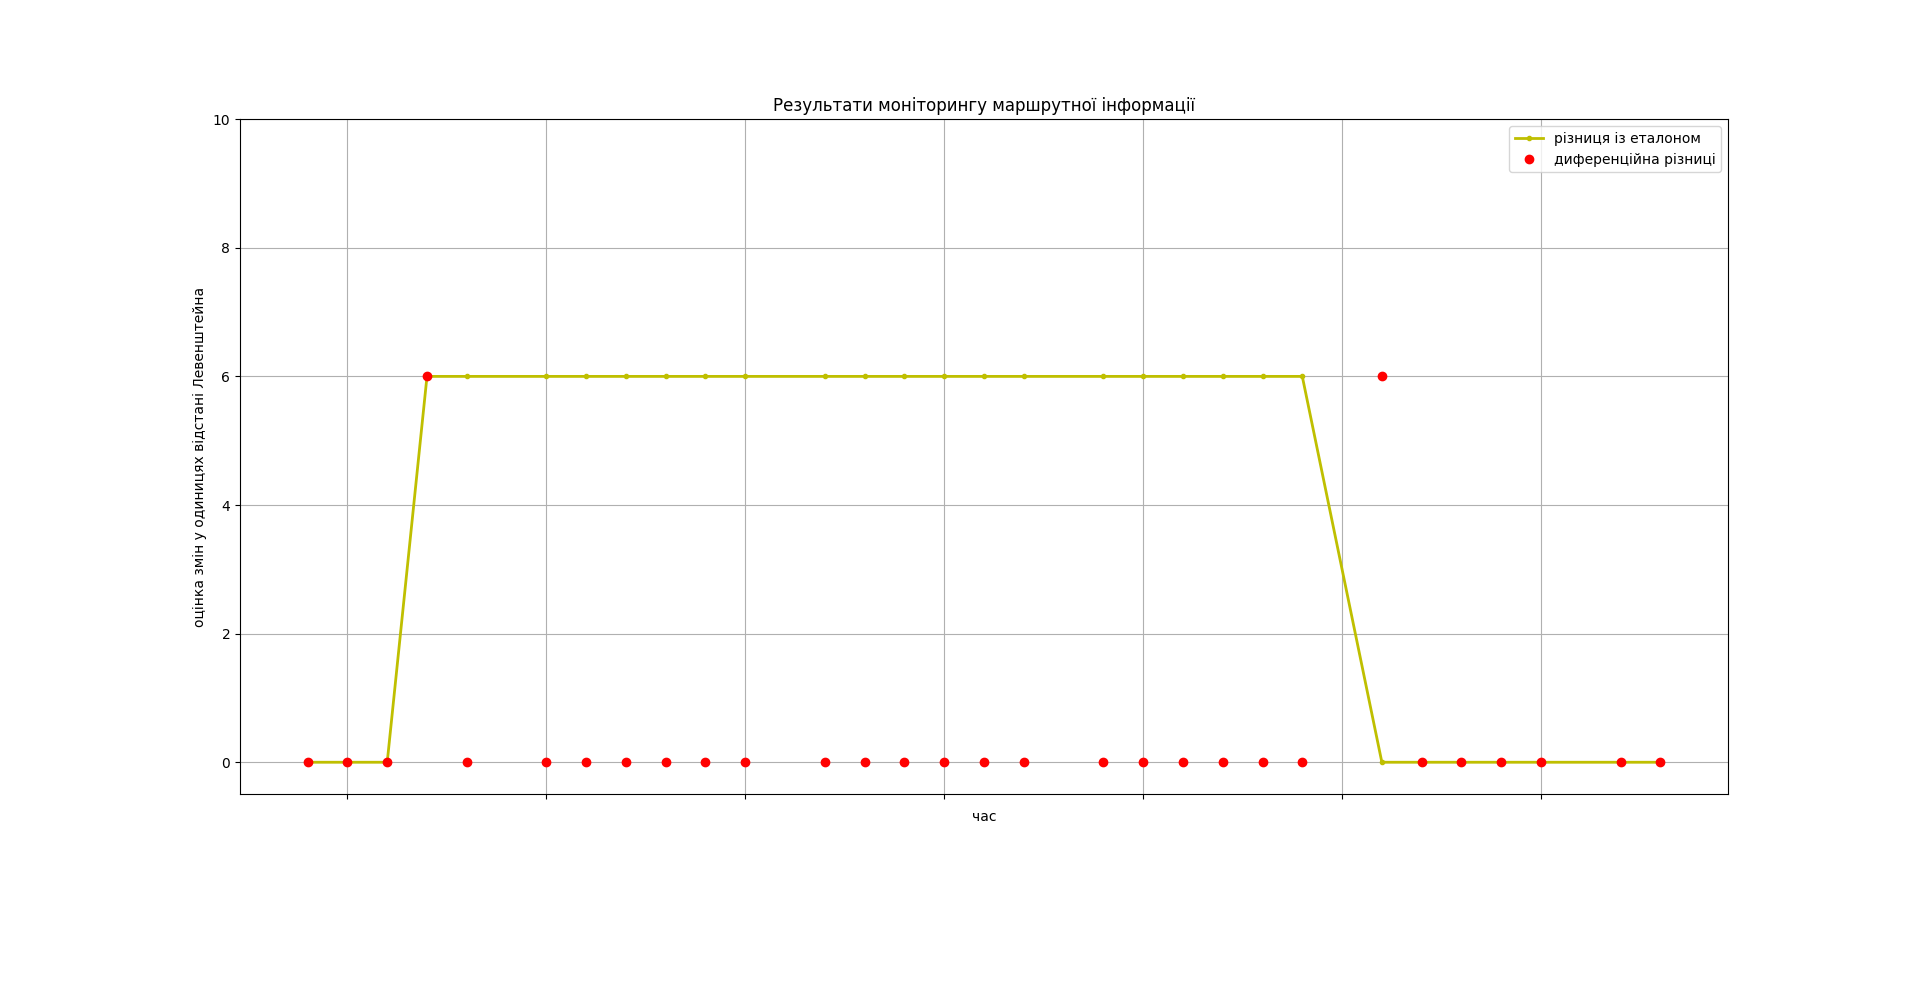 Результати моніторингу маршрутної інформації
10
8
6
4
2
0
оцінка змін у одиницях відстані Левенштейна
різниця із еталоном
диференційна різниці
час